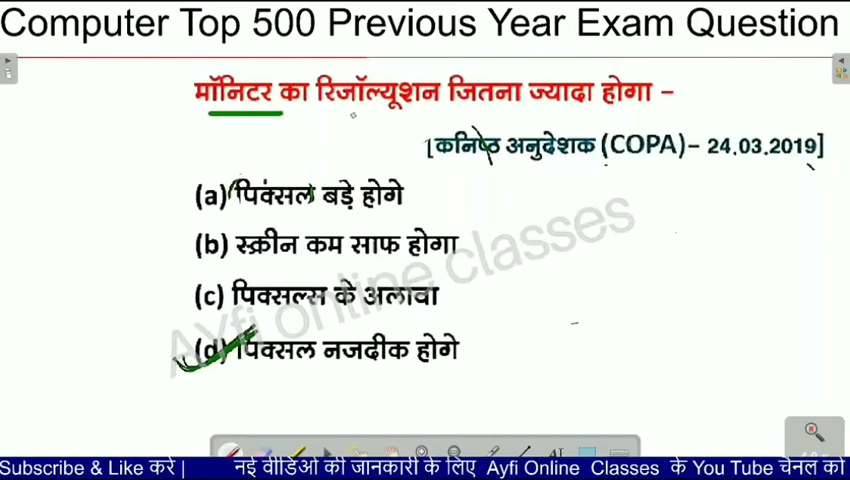 Computer Top 500 Previous Year Exam Question
मॉनिटर का रिजॉल्यूशन जितना ज्यादा होगा –
[कनिष्ठ अनुदेशक (COPA)– 24.03.2019]
(a) पिक्सल बड़े होगे
(b) स्क्रीन कम साफ होगा
(c) पिक्सल्स के अलावा
(d) पिक्सल नजदीक होगे
AYfi online classes
Subscribe & Like करे | नई वीडिओ की जानकारी के लिए Ayfi Online Classes के You Tube चेनल को